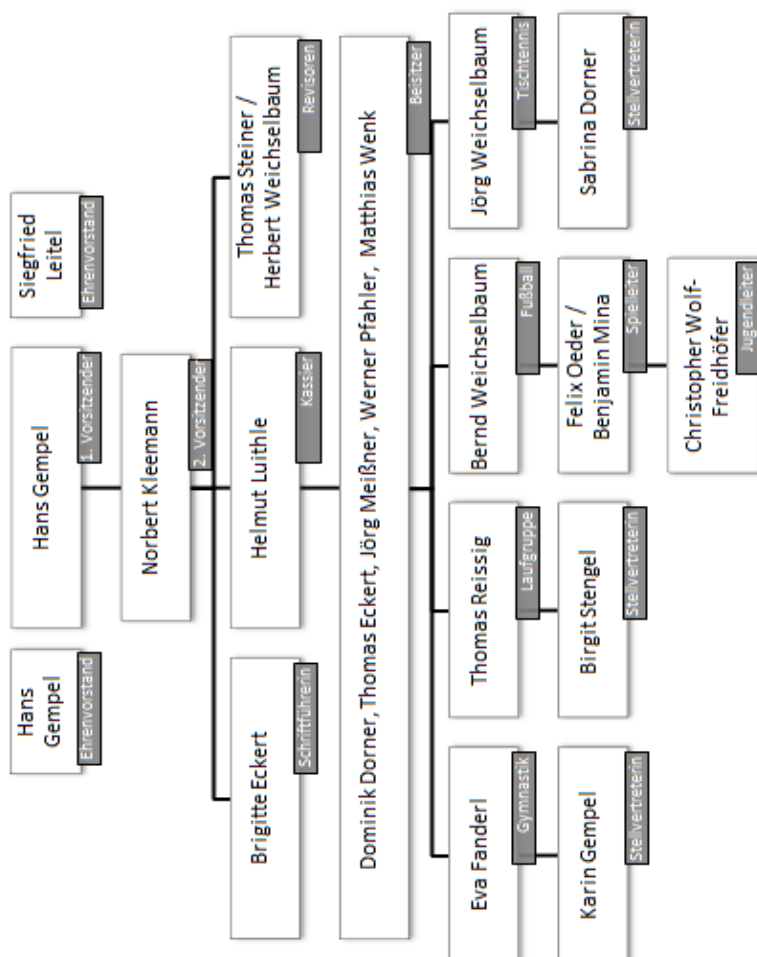 Hans
Gempel
Ehrenvorstand
Hans Gempel
1. Vorsitzender
Siegfried
Leitel
Ehrenvorstand
Norbert Kleemann
2. Vorsitzender
Brigitte Eckert
Schriftführerin
Helmut Luithle
Kassier
Thomas Steiner /
Herbert Weichselbaum
Revisoren
Dominik Dorner, Thomas Eckert, Jörg Meißner, Werner Pfahler, Matthias Wenk
Beisitzer
Eva Fanderl
Gymnastik
Thomas Reissig
Laufgruppe
Bernd Weichselbaum
Fußball
Jörg Weichselbaum
Tischtennis
Karin Gempel
Stellvertreterin
Birgit Stengel
Stellvertreterin
Felix Oeder /
Benjamin Mina
Spielleiter
Sabrina Dorner
Stellvertreterin
Christopher Wolf-
Freidhöfer
Jugendleiter